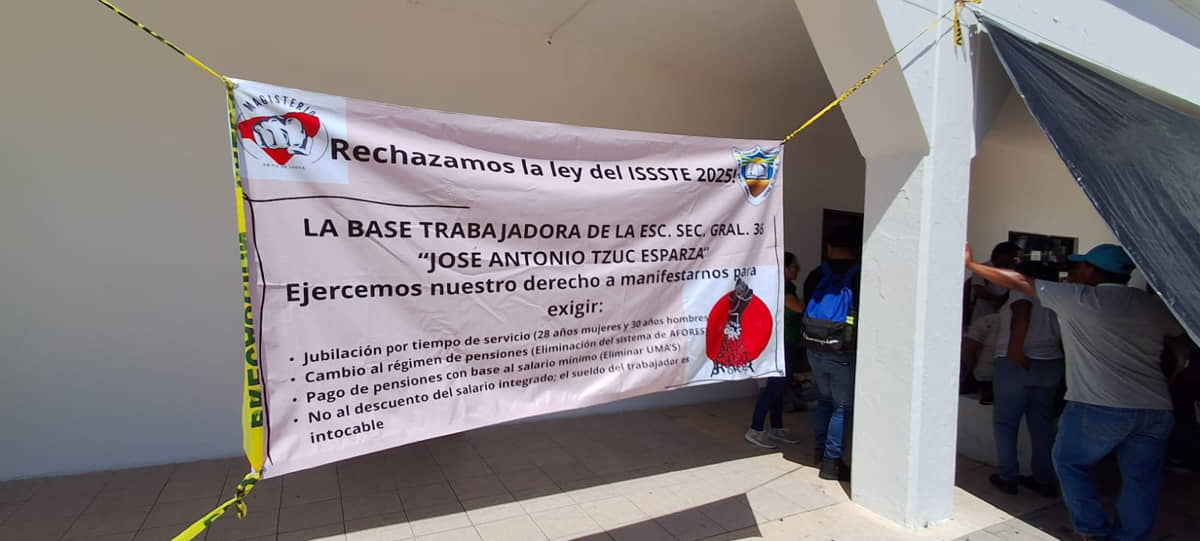 MAGISTERIO
Rechazamos la ley del ISSSTE 2025!
LA BASE TRABAJADORA DE LA ESC. SEC. GRAL. 36
“JOSÉ ANTONIO TZUC ESPARZA”
Ejercemos nuestro derecho a manifestarnos para
exigir:
• Jubilación por tiempo de servicio (28 años mujeres y 30 años hombres
• Cambio al régimen de pensiones (Eliminación del sistema de AFORES)
• Pago de pensiones con base al salario mínimo (Eliminar UMA'S)
• No al descuento del salario integrado; el sueldo del trabajador es
intocable